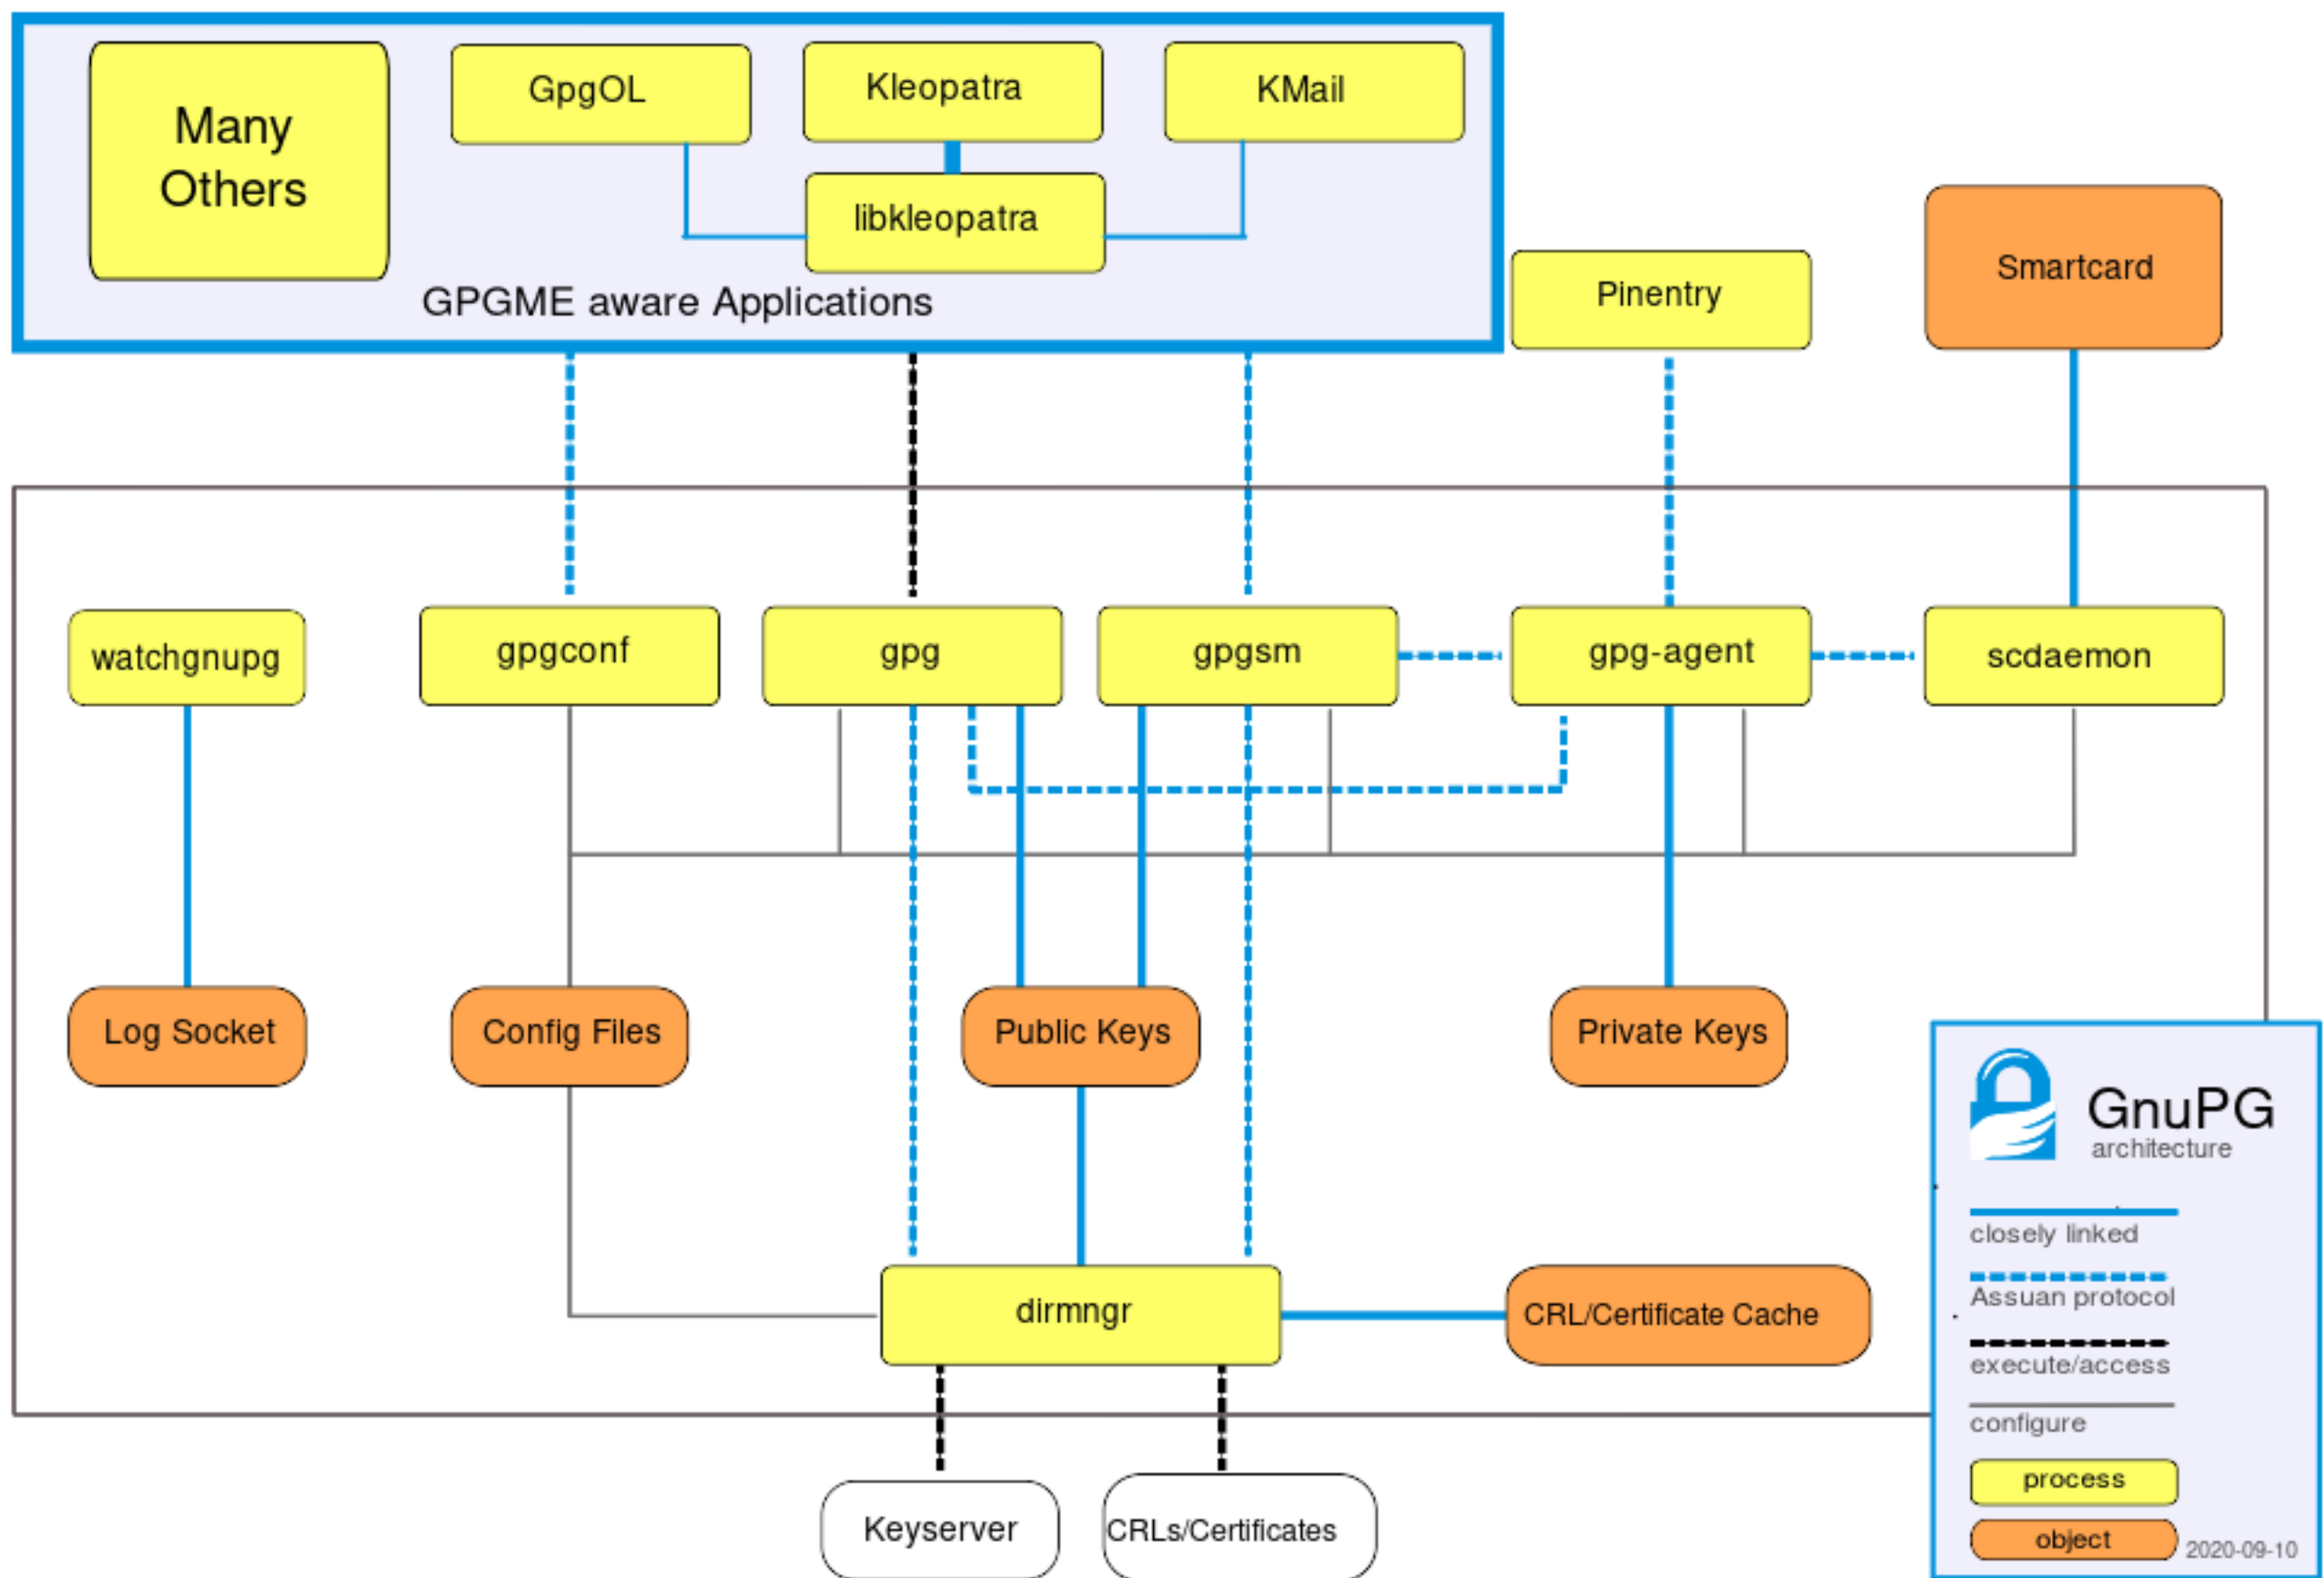 Many
Others
GpgOL
Kleopatra
KMail
libkleopatra
GPGME aware Applications
Pinentry
Smartcard
watchgnupg
gpgconf
gpg
gpgsm
gpg-agent
scdaemon
Log Socket
Config Files
Public Keys
Private Keys
dirmngr
CRL/Certificate Cache
Keyserver
CRLs/Certificates
GnuPG
architecture
closely linked
Assuan protocol
execute/access
configure
process
object
2020-09-10